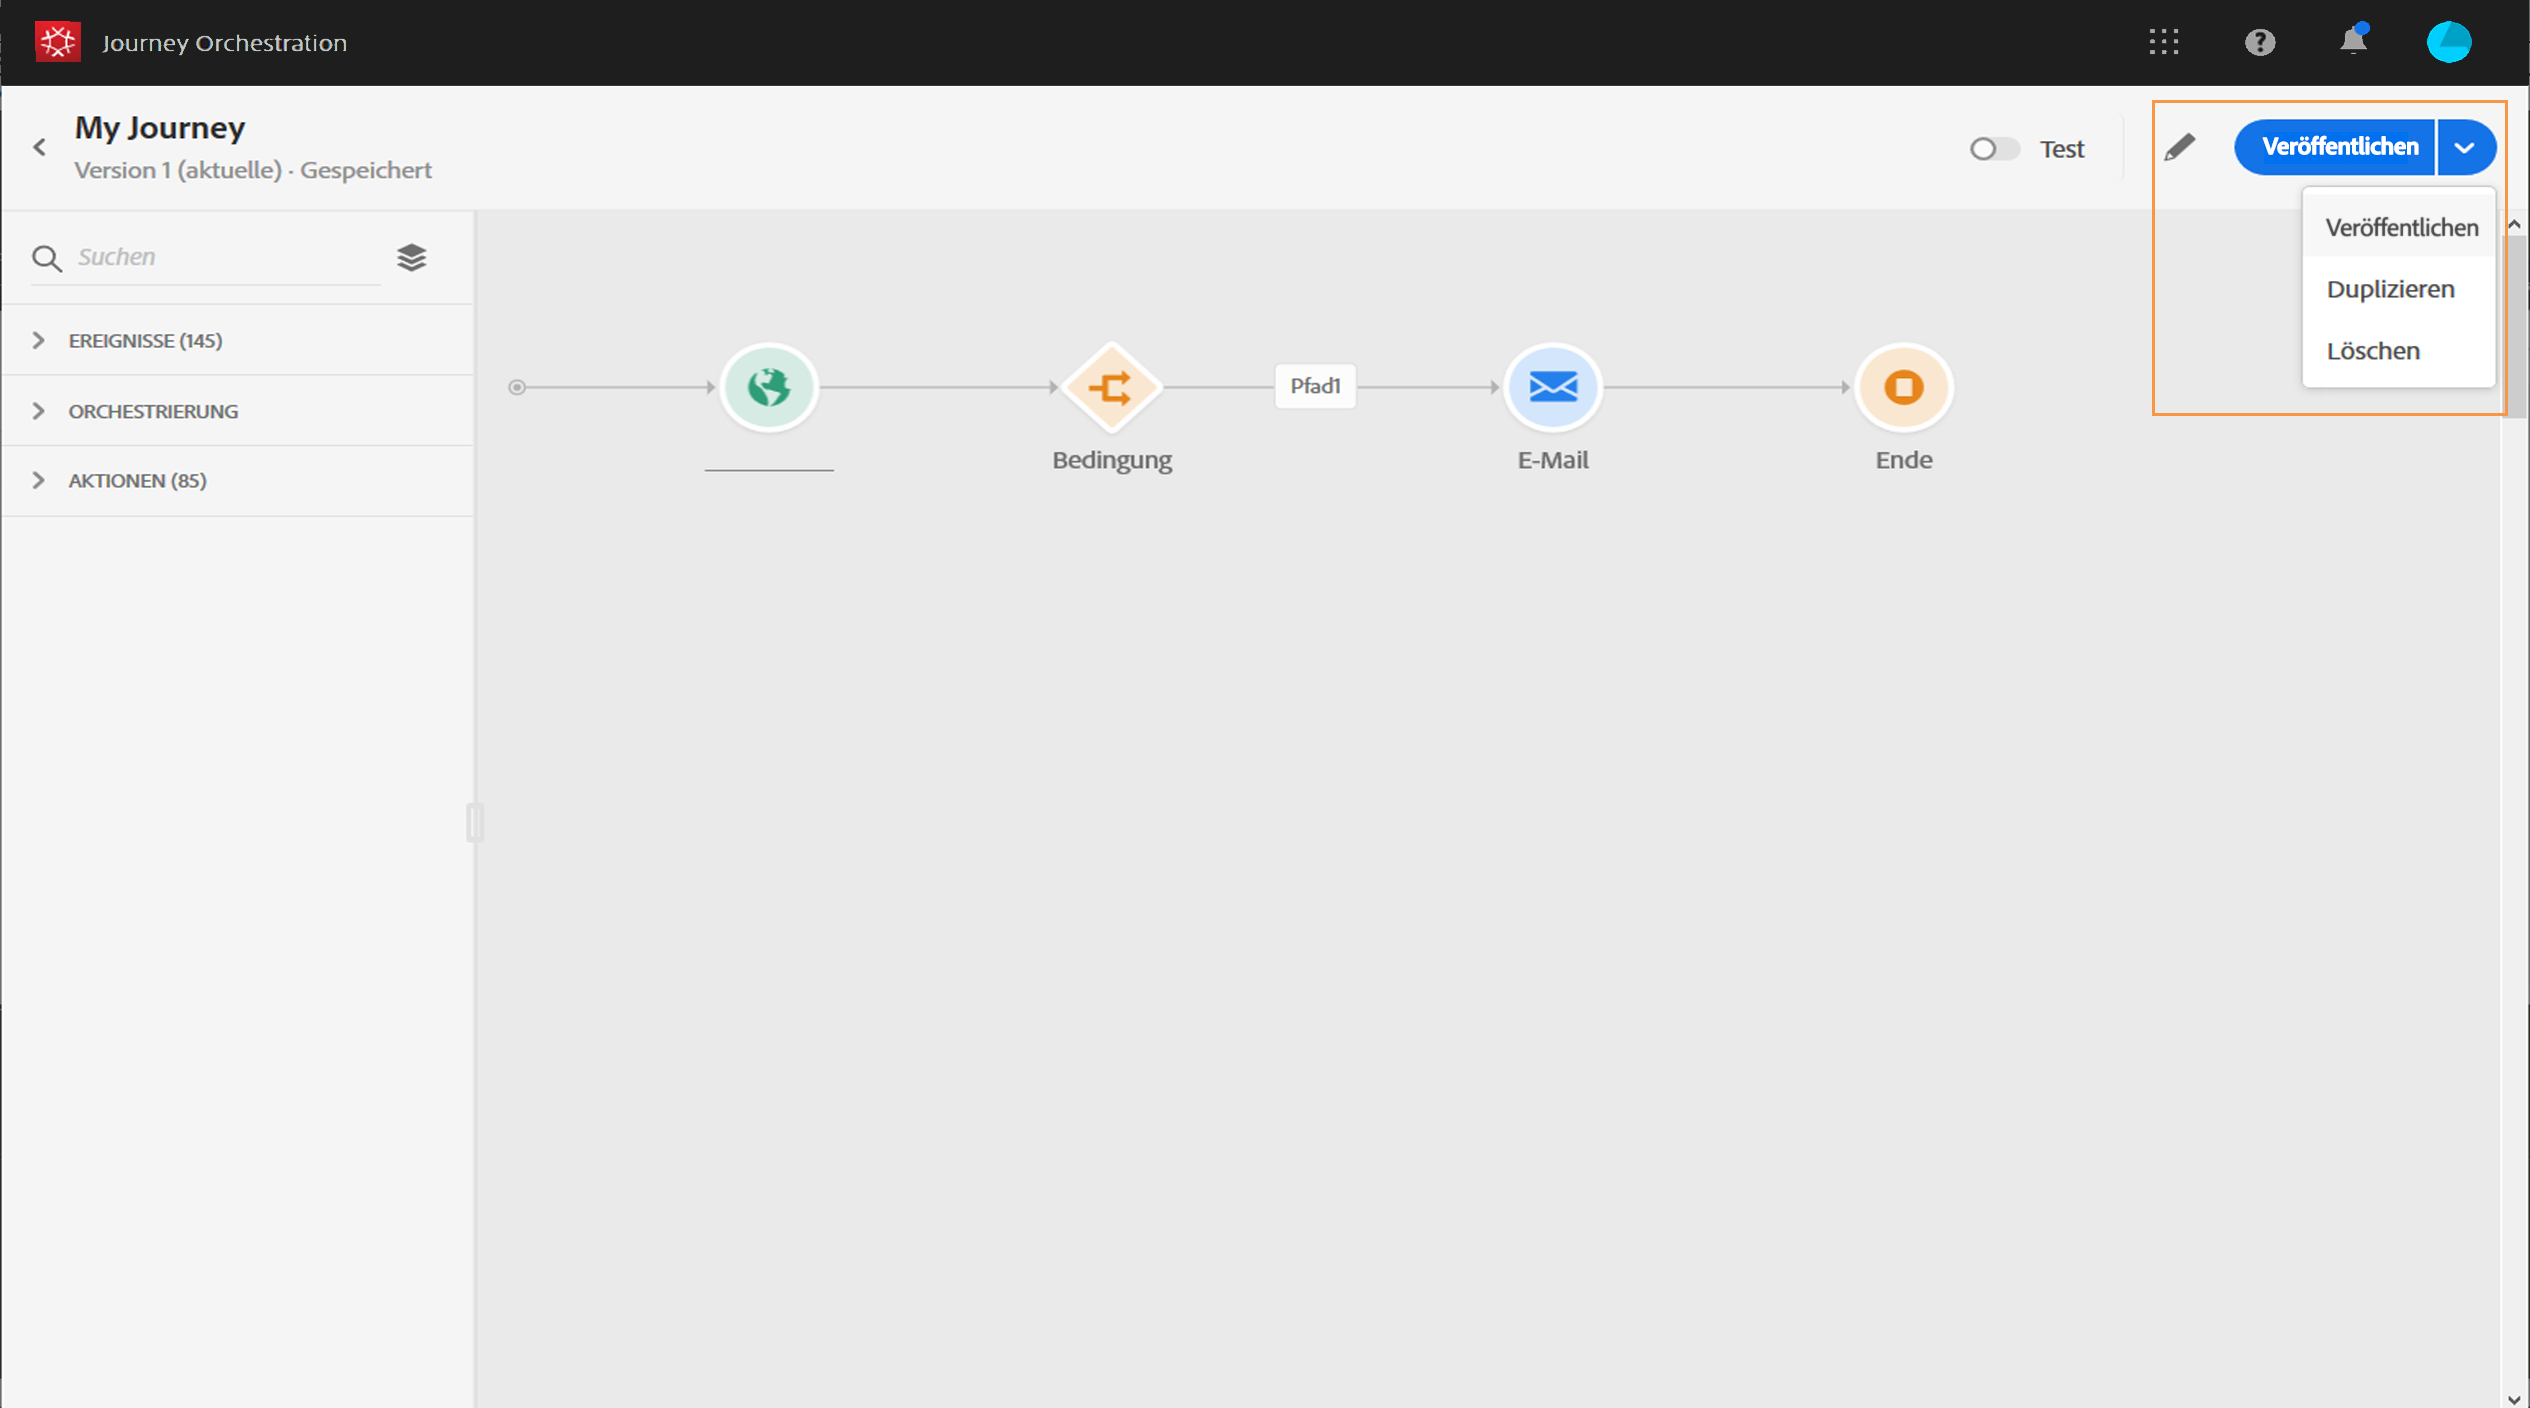 Journey Orchestration
My Journey
Version 1 (aktuelle) · Gespeichert
Test
Veröffentlichen
Veröffentlichen
Duplizieren
Löschen
Suchen
EREIGNISSE (145)
ORCHESTRIERUNG
AKTIONEN (85)
Pfad1
Bedingung
E-Mail
Ende